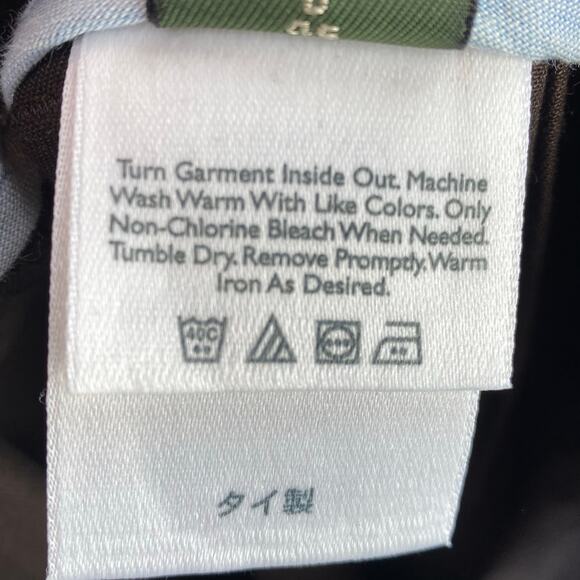 Turn Garment Inside Out. Machine
Wash Warm With Like Colors. Only
Non-Chlorine Bleach When Needed.
Tumble Dry. Remove Promptly. Warm
Iron As Desired.
40C
タイ製